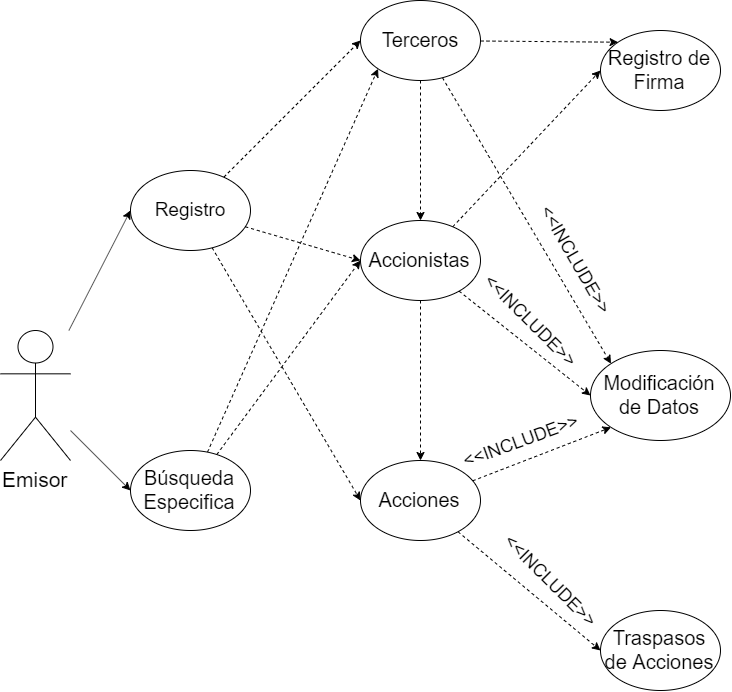 Terceros
Registro de
Firma
Registro
<<INCLUDE>>
Accionistas
<<INCLUDE>>
Modificación
de Datos
<<INCLUDE>>
Emisor
Búsqueda
Especifica
Acciones
<<INCLUDE>>
Traspasos
de Acciones